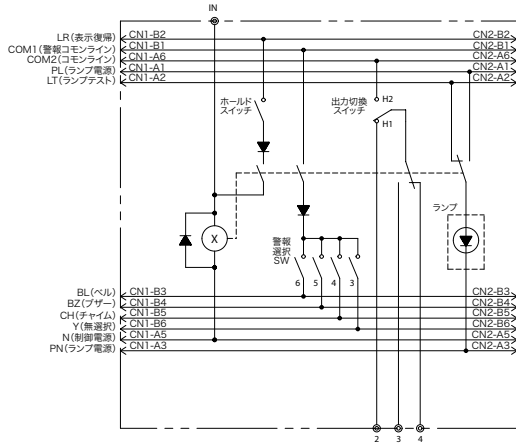 IN
LR(表示復帰) CN1-B2 CN2-B2
COM1(警報コモンライン) CN1-B1 CN2-B1
COM2(コモンライン) CN1-A6 CN2-A6
PL(ランプ電源) CN1-A1 CN2-A1
LT(ランプテスト) CN1-A2 CN2-A2
ホールド
スイッチ
出力切換
スイッチ
H2
H1
ランプ
X
警報
選択
SW
6 5 4 3
BL(ベル) CN1-B3 CN2-B3
BZ(ブザー) CN1-B4 CN2-B4
CH(チャイム) CN1-B5 CN2-B5
Y(無選択) CN1-B6 CN2-B6
N(制御電源) CN1-A5 CN2-A5
PN(ランプ電源) CN1-A3 CN2-A3
2 3 4